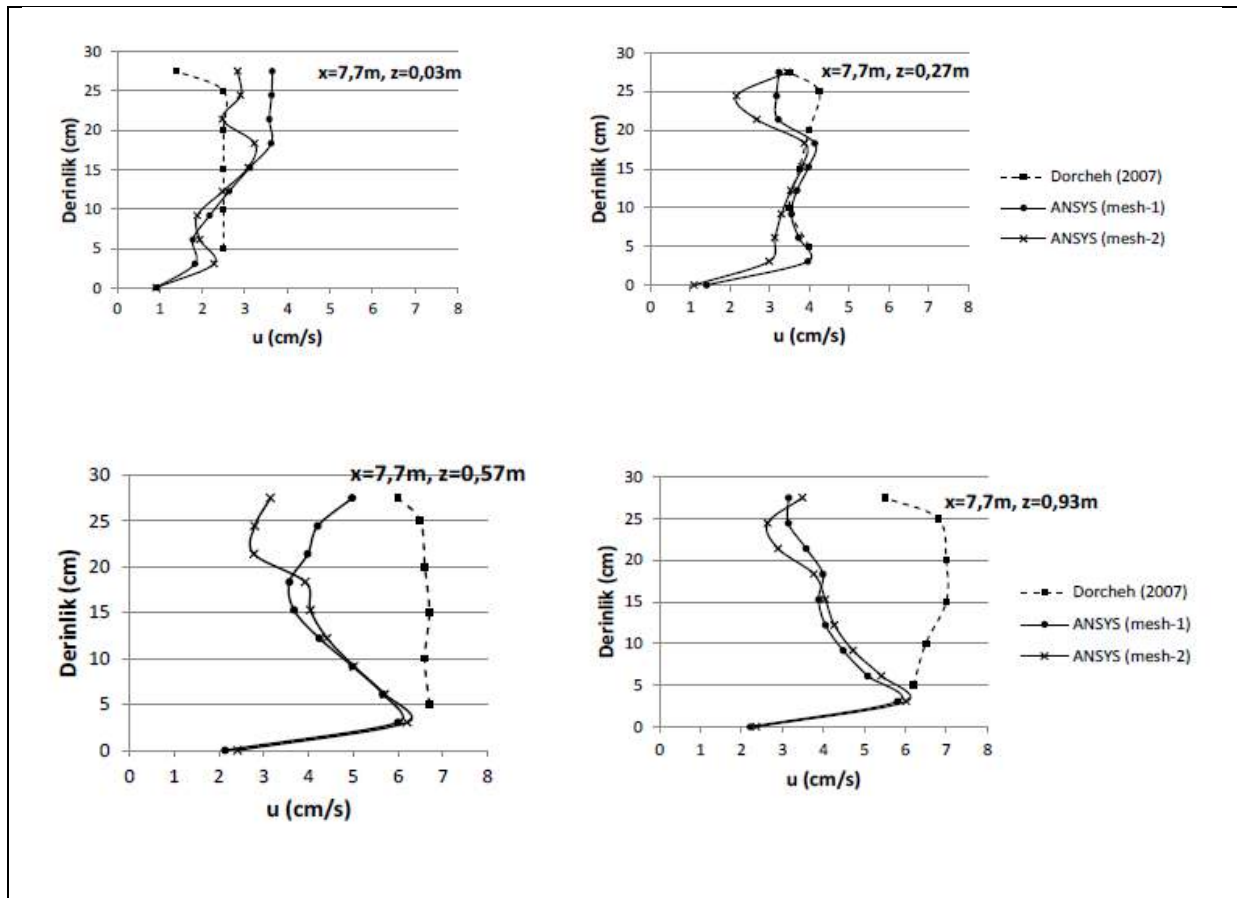 x=7,7m, z=0,03m
30
25
20
15
10
5
0
Derinlik (cm)
0 1 2 3 4 5 6 7 8
u (cm/s)
x=7,7m, z=0,27m
30
25
20
15
10
5
0
Derinlik (cm)
0 1 2 3 4 5 6 7 8
u (cm/s)
Dorcheh (2007)
ANSYS (mesh-1)
ANSYS (mesh-2)
x=7,7m, z=0,57m
30
25
20
15
10
5
0
Derinlik (cm)
0 1 2 3 4 5 6 7 8
u (cm/s)
x=7,7m, z=0,93m
30
25
20
15
10
5
0
Derinlik (cm)
0 1 2 3 4 5 6 7 8
u (cm/s)
Dorcheh (2007)
ANSYS (mesh-1)
ANSYS (mesh-2)